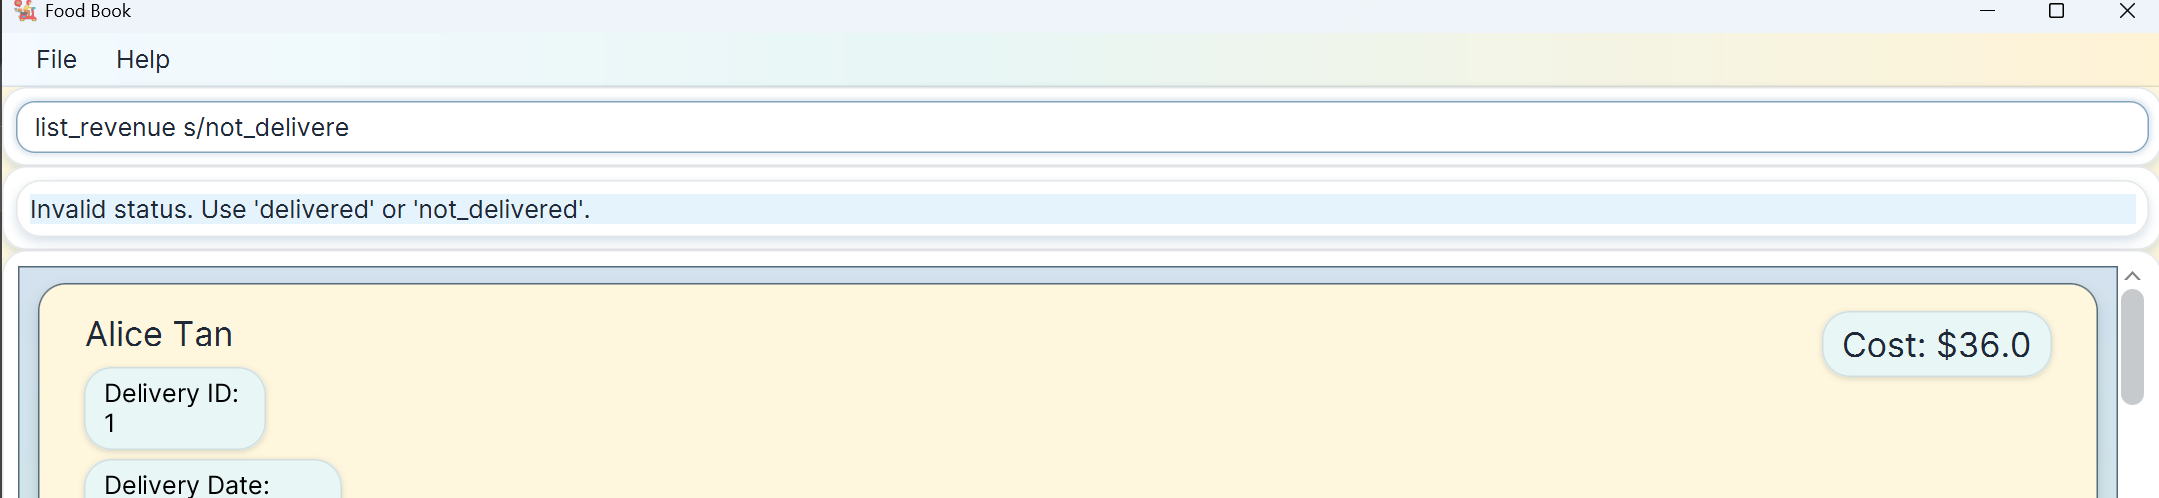 Food Book
File Help
list_revenue s/not_delivere
Invalid status. Use 'delivered' or 'not_delivered'.
Alice Tan
Cost: $36.0
Delivery ID:
1
Delivery Date: